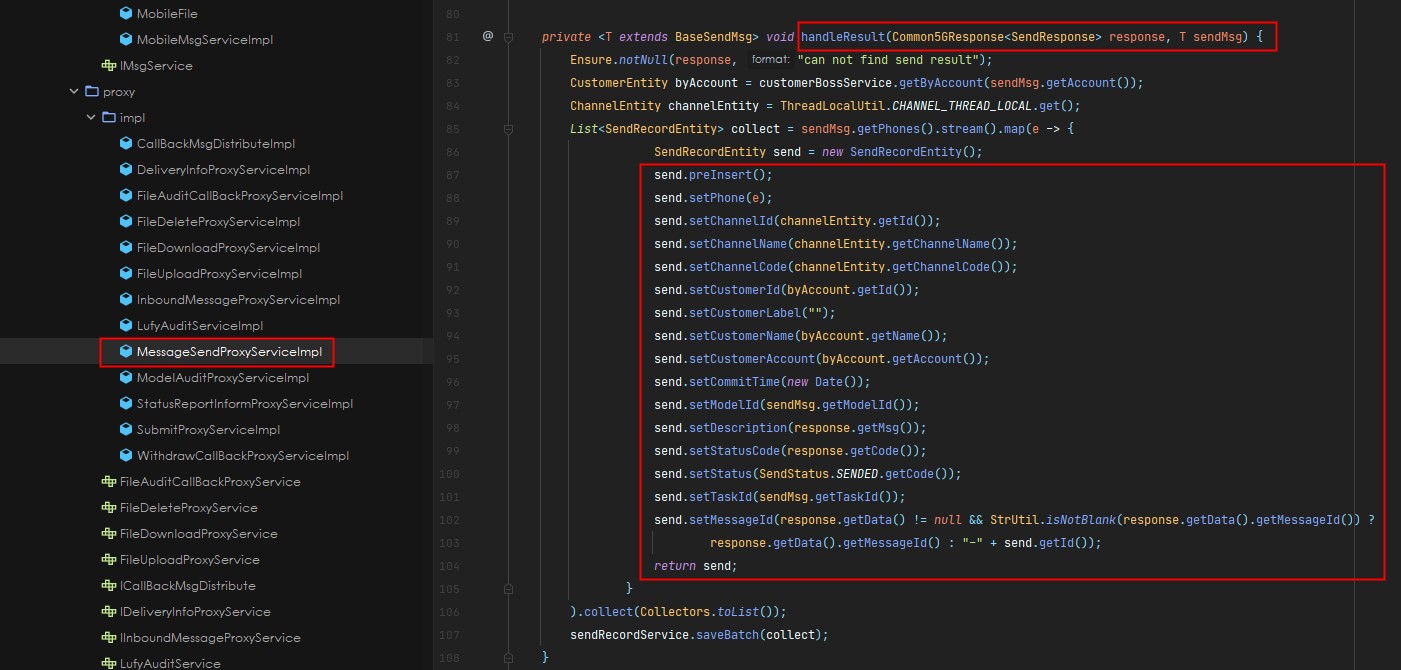 MobileFile
MobileMsgServiceImpl
IMsgService
proxy
impl
CallBackMsgDistributeImpl
DeliveryInfoProxyServiceImpl
FileAuditCallBackProxyServiceImpl
FileDeleteProxyServiceImpl
FileDownloadProxyServiceImpl
FileUploadProxyServiceImpl
InboundMessageProxyServiceImpl
LufyAuditServiceImpl
MessageSendProxyServiceImpl
ModelAuditProxyServiceImpl
StatusReportInformProxyServiceImpl
SubmitProxyServiceImpl
WithdrawCallBackProxyServiceImpl
FileAuditCallBackProxyService
FileDeleteProxyService
FileDownloadProxyService
FileUploadProxyService
ICallBackMsgDistribute
IDeliveryInfoProxyService
IInboundMessageProxyService
LufyAuditService
80
81 @ private <T extends BaseSendMsg> void handleResult(Common5GResponse<SendResponse> response, T sendMsg) {
82 Ensure.notNull(response, format: "can not find send result");
83 CustomerEntity byAccount = customerBossService.getByAccount(sendMsg.getAccount());
84 ChannelEntity channelEntity = ThreadLocalUtil.CHANNEL_THREAD_LOCAL.get();
85 List<SendRecordEntity> collect = sendMsg.getPhones().stream().map(e -> {
86 SendRecordEntity send = new SendRecordEntity();
87 send.preInsert();
88 send.setPhone(e);
89 send.setChannelId(channelEntity.getId());
90 send.setChannelName(channelEntity.getChannelName());
91 send.setChannelCode(channelEntity.getChannelCode());
92 send.setCustomerId(byAccount.getId());
93 send.setCustomerLabel("");
94 send.setCustomerName(byAccount.getName());
95 send.setCustomerAccount(byAccount.getAccount());
96 send.setCommitTime(new Date());
97 send.setModelId(sendMsg.getModelId());
98 send.setDescription(response.getMsg());
99 send.setStatusCode(response.getCode());
100 send.setStatus(SendStatus.SENDED.getCode());
101 send.setTaskId(sendMsg.getTaskId());
102 send.setMessageId(response.getData() != null && StrUtil.isNotBlank(response.getData().getMessageId()) ?
103 response.getData().getMessageId() : "-" + send.getId());
104 return send;
105 }
106 ).collect(Collectors.toList());
107 sendRecordService.saveBatch(collect);
108 }